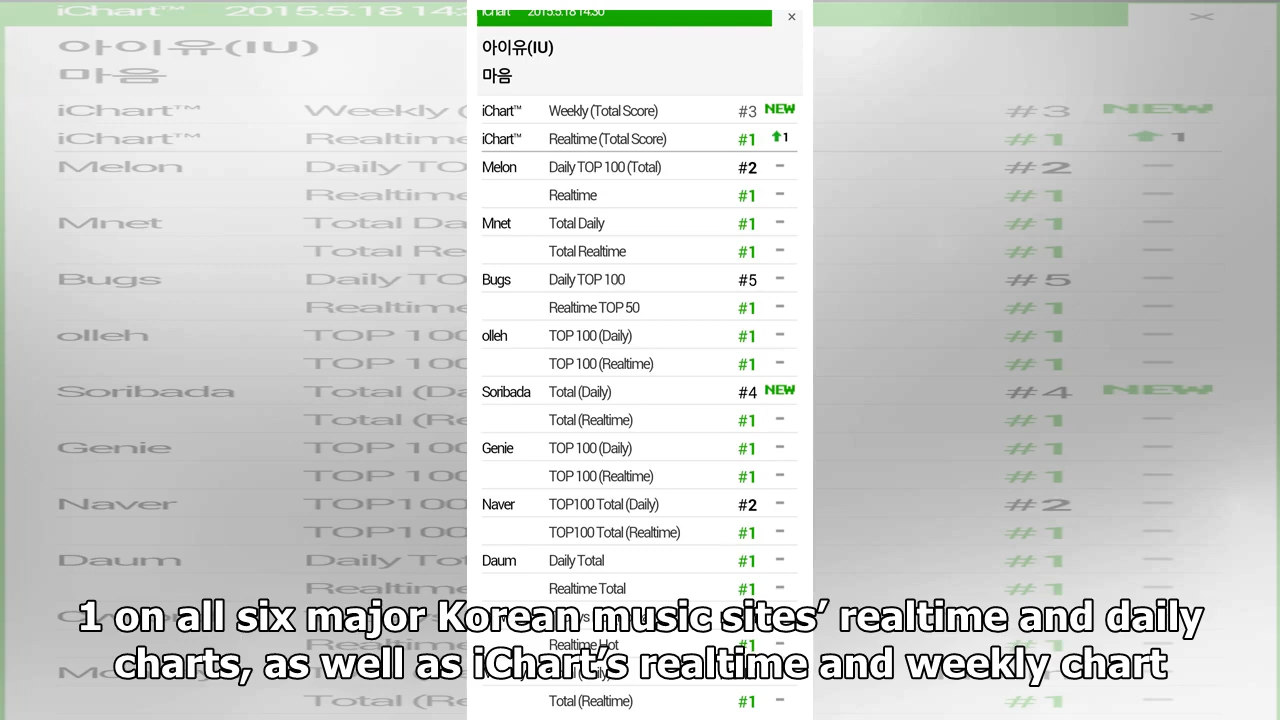 iChart 2015.5.18 14:30 ×
아이유(IU)
마음
iChart™ Weekly (Total Score) #3 NEW
iChart™ Realtime (Total Score) #1 1
Melon Daily TOP 100 (Total) #2 -
Realtime #1 -
Mnet Total Daily #1 -
Total Realtime #1 -
Bugs Daily TOP 100 #5 -
Realtime TOP 50 #1 -
olleh TOP 100 (Daily) #1 -
TOP 100 (Realtime) #1 -
Soribada Total (Daily) #4 NEW
Total (Realtime) #1 -
Genie TOP 100 (Daily) #1 -
TOP 100 (Realtime) #1 -
Naver TOP100 Total (Daily) #2 -
TOP100 Total (Realtime) #1 -
Daum Daily Total #1 -
Realtime Total #1 -
1 on all six major Korean music sites’ realtime and daily
Realtime Hot #1 -
charts, as well as iChart’s realtime and weekly chart
Total (Realtime) #1 -